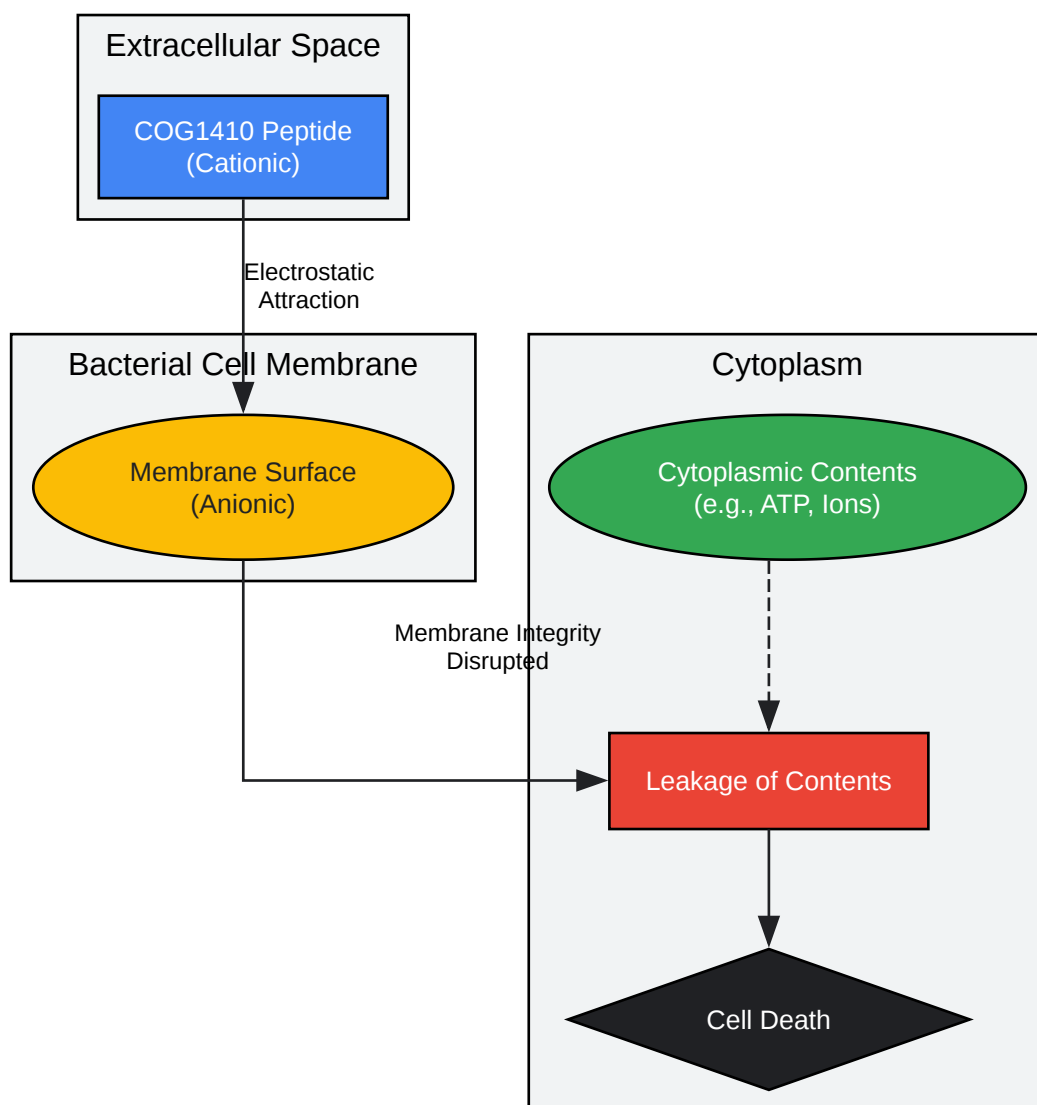 Extracellular Space
COG1410 Peptide
(Cationic)
Electrostatic
Attraction
Bacterial Cell Membrane
Membrane Surface
(Anionic)
Cytoplasm
Cytoplasmic Contents
(e.g., ATP, Ions)
Membrane Integrity
Disrupted
Leakage of Contents
Cell Death